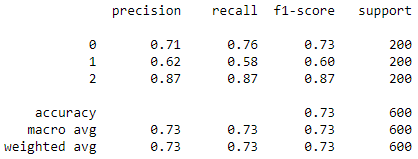 precision recall f1-score support
0 0.71 0.76 0.73 200
1 0.62 0.58 0.60 200
2 0.87 0.87 0.87 200
accuracy 0.73 600
macro avg 0.73 0.73 0.73 600
weighted avg 0.73 0.73 0.73 600